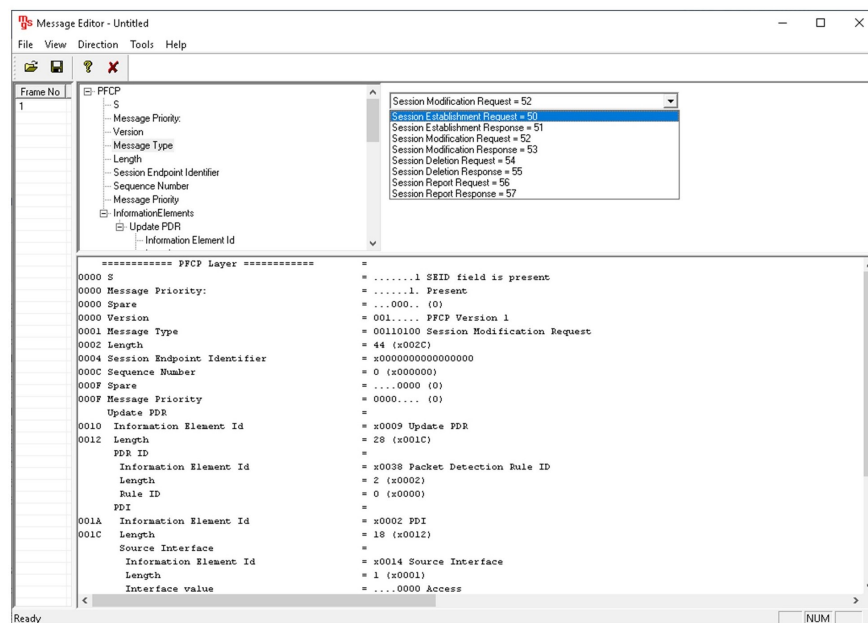 Message Editor - Untitled
File View Direction Tools Help
Frame No
1
PFCP
S
Message Priority:
Version
Message Type
Length
Session Endpoint Identifier
Sequence Number
Message Priority
InformationElements
Update PDR
Information Element Id
Session Modification Request = 52
Session Establishment Request = 50
Session Establishment Response = 51
Session Modification Request = 52
Session Modification Response = 53
Session Deletion Request = 54
Session Deletion Response = 55
Session Report Request = 56
Session Report Response = 57
============ PFCP Layer ============ =
0000 S = .......1 SEID field is present
0000 Message Priority: = ......1. Present
0000 Spare = ...000.. (0)
0000 Version = 001..... PFCP Version 1
0001 Message Type = 00110100 Session Modification Request
0002 Length = 44 (x002C)
0004 Session Endpoint Identifier = x0000000000000000
000C Sequence Number = 0 (x000000)
000F Spare = ....0000 (0)
000F Message Priority = 0000.... (0)
Update PDR =
0010 Information Element Id = x0009 Update PDR
0012 Length = 28 (x001C)
PDR ID =
Information Element Id = x0038 Packet Detection Rule ID
Length = 2 (x0002)
Rule ID = 0 (x0000)
PDI =
001A Information Element Id = x0002 PDI
001C Length = 18 (x0012)
Source Interface =
Information Element Id = x0014 Source Interface
Length = 1 (x0001)
Interface value = ....0000 Access
Ready
NUM